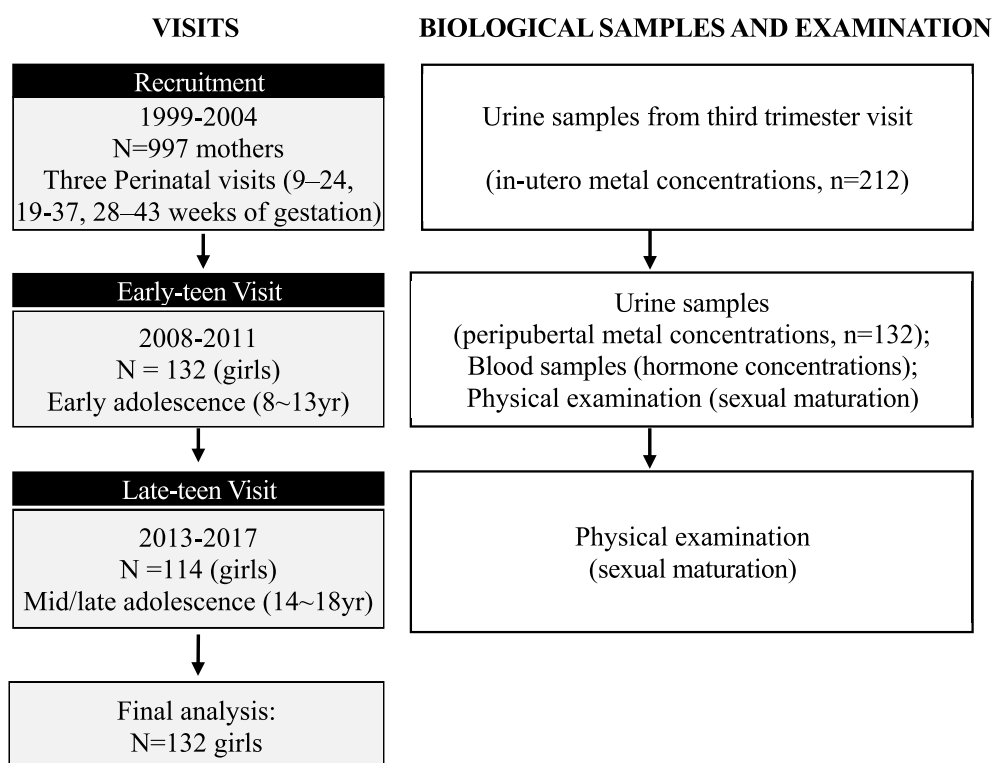 VISITS
BIOLOGICAL SAMPLES AND EXAMINATION
Recruitment
1999-2004
N=997 mothers
Three Perinatal visits (9–24,
19-37, 28–43 weeks of gestation)
Urine samples from third trimester visit
(in-utero metal concentrations, n=212)
Early-teen Visit
2008-2011
N = 132 (girls)
Early adolescence (8~13yr)
Urine samples
(peripubertal metal concentrations, n=132);
Blood samples (hormone concentrations);
Physical examination (sexual maturation)
Late-teen Visit
2013-2017
N =114 (girls)
Mid/late adolescence (14~18yr)
Physical examination
(sexual maturation)
Final analysis:
N=132 girls